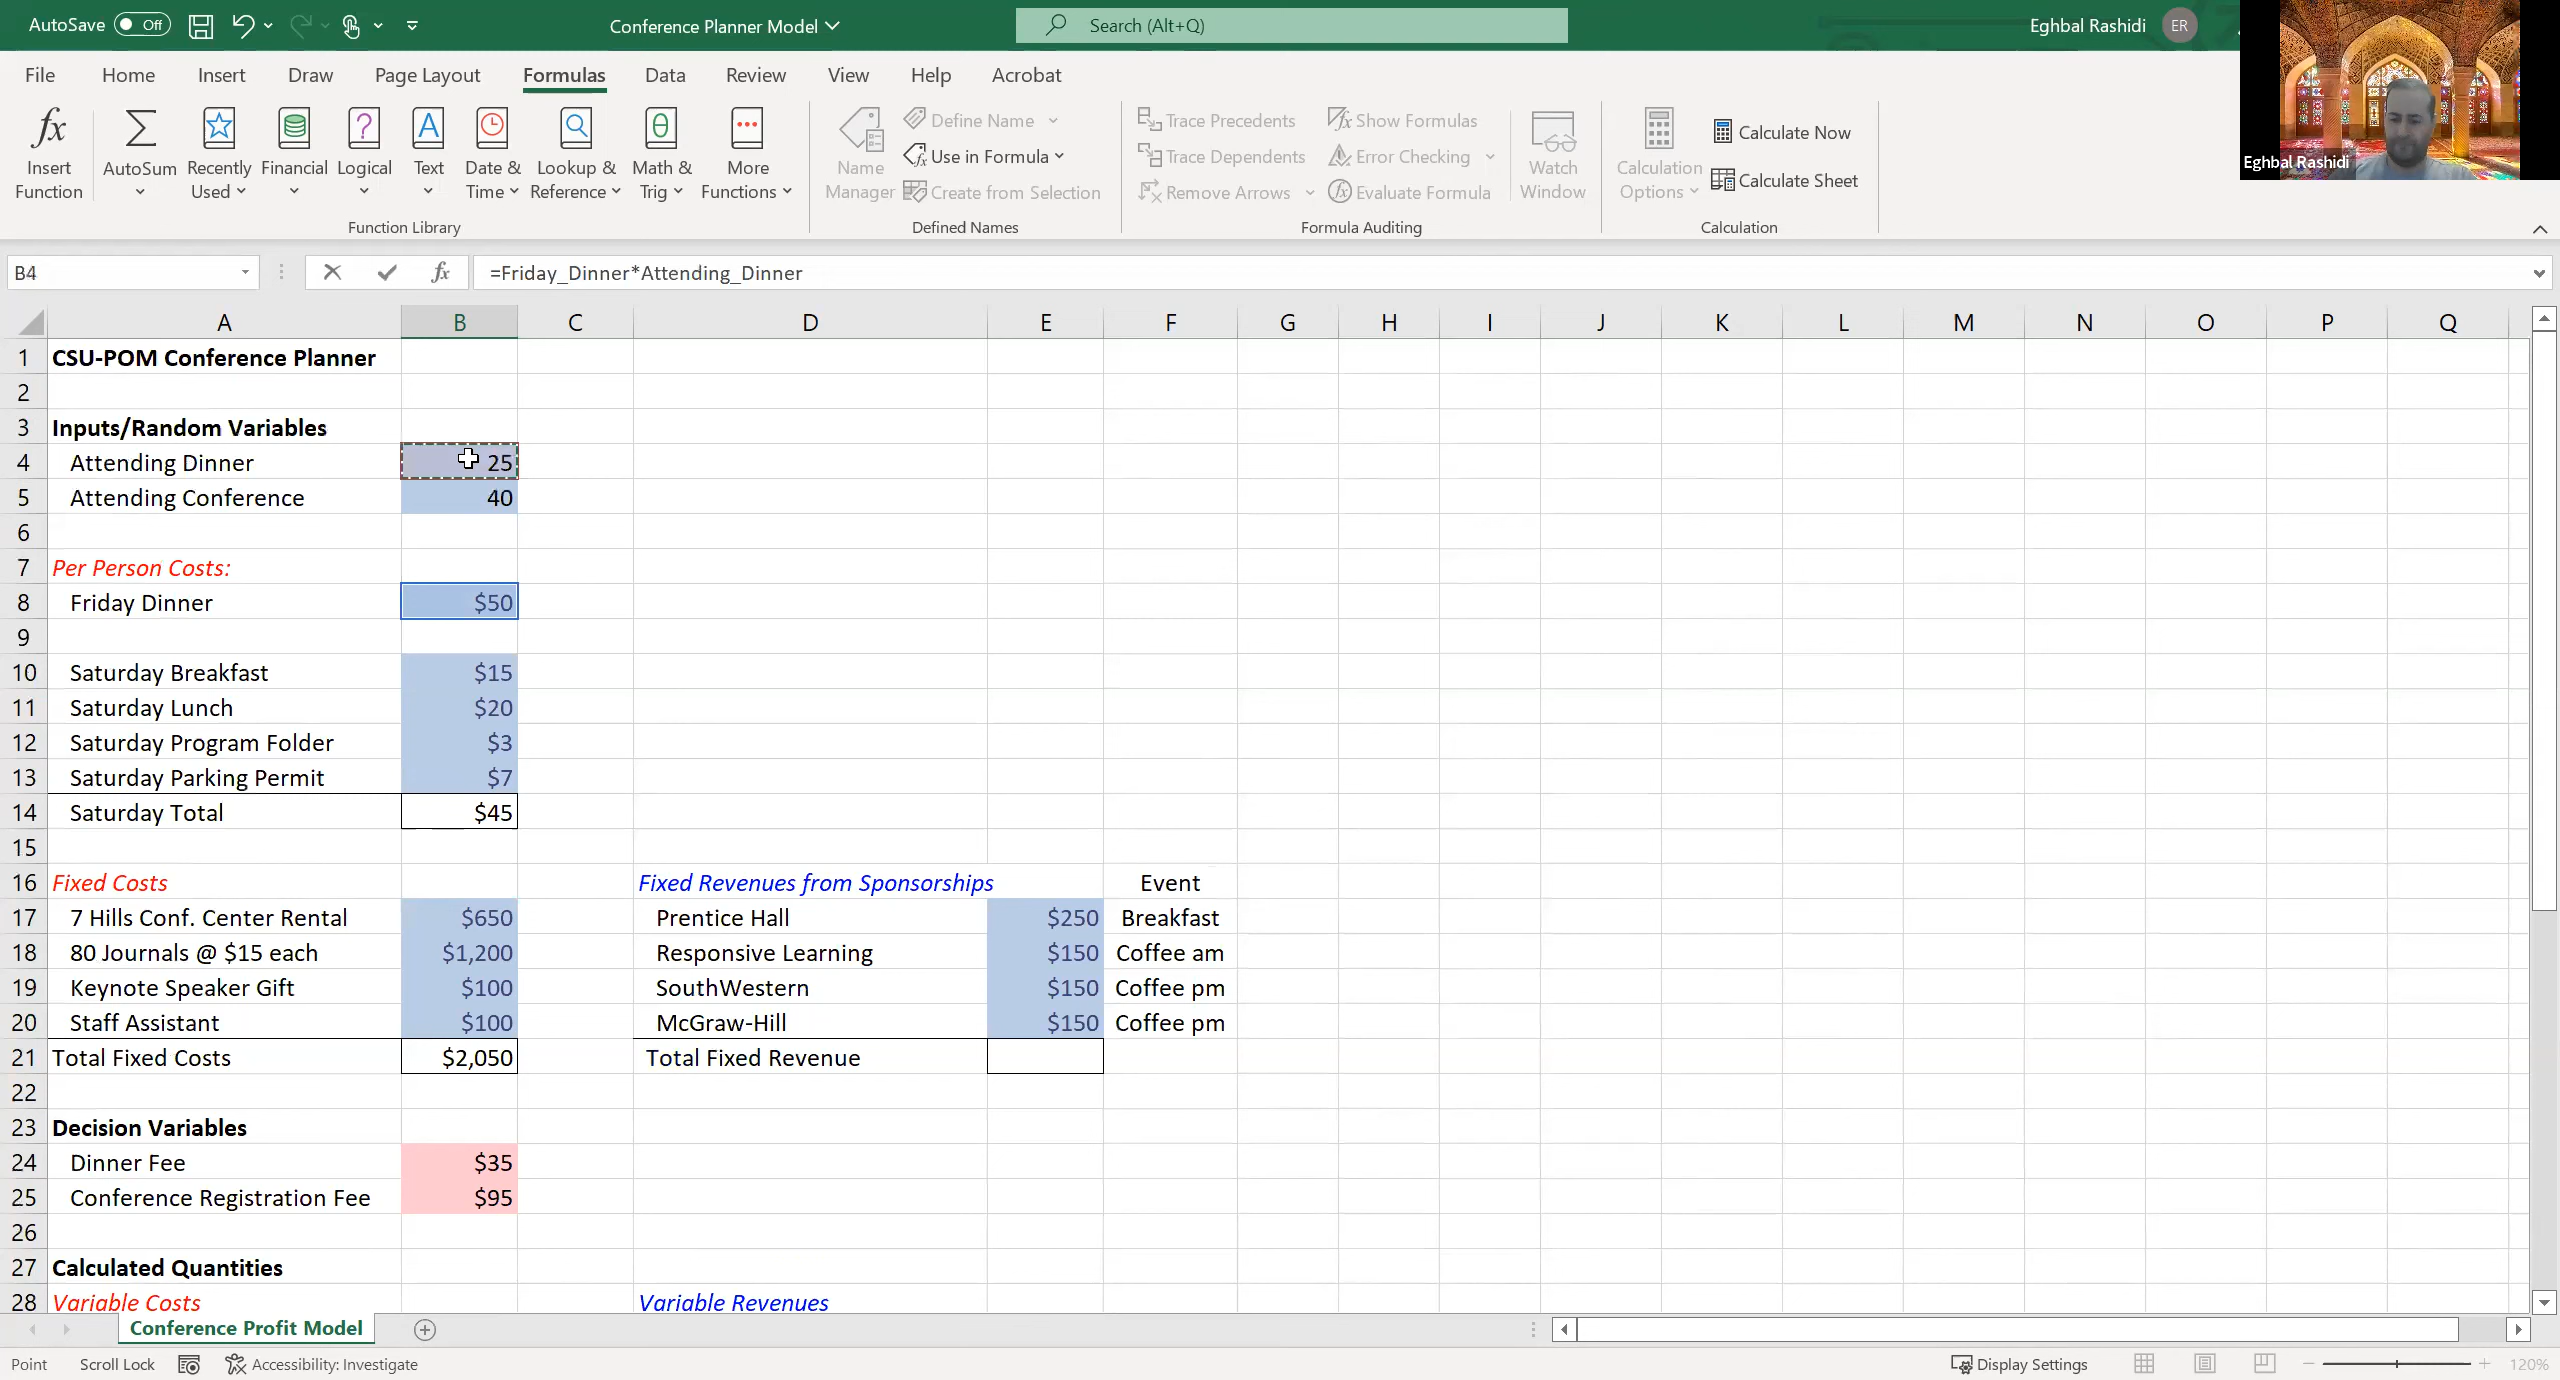 AutoSave Off Conference Planner Model Search (Alt+Q) Eghbal Rashidi ER
File Home Insert Draw Page Layout Formulas Data Review View Help Acrobat
Insert Function
AutoSum
Recently Used
Financial
Logical
Text
Date & Time
Lookup & Reference
Math & Trig
More Functions
Function Library
Name Manager
Define Name
Use in Formula
Create from Selection
Defined Names
Trace Precedents
Trace Dependents
Remove Arrows
Show Formulas
Error Checking
Evaluate Formula
Formula Auditing
Watch Window
Calculation Options
Calculate Now
Calculate Sheet
Calculation
Eghbal Rashidi
B4 fx =Friday_Dinner*Attending_Dinner
A B C D E F G H I J K L M N O P Q
1 CSU-POM Conference Planner
2
3 Inputs/Random Variables
4 Attending Dinner 25
5 Attending Conference 40
6
7 Per Person Costs:
8 Friday Dinner $50
9
10 Saturday Breakfast $15
11 Saturday Lunch $20
12 Saturday Program Folder $3
13 Saturday Parking Permit $7
14 Saturday Total $45
15
16 Fixed Costs Fixed Revenues from Sponsorships Event
17 7 Hills Conf. Center Rental $650 Prentice Hall $250 Breakfast
18 80 Journals @ $15 each $1,200 Responsive Learning $150 Coffee am
19 Keynote Speaker Gift $100 SouthWestern $150 Coffee pm
20 Staff Assistant $100 McGraw-Hill $150 Coffee pm
21 Total Fixed Costs $2,050 Total Fixed Revenue
22
23 Decision Variables
24 Dinner Fee $35
25 Conference Registration Fee $95
26
27 Calculated Quantities
28 Variable Costs Variable Revenues
Conference Profit Model
Point Scroll Lock Accessibility: Investigate Display Settings 120%